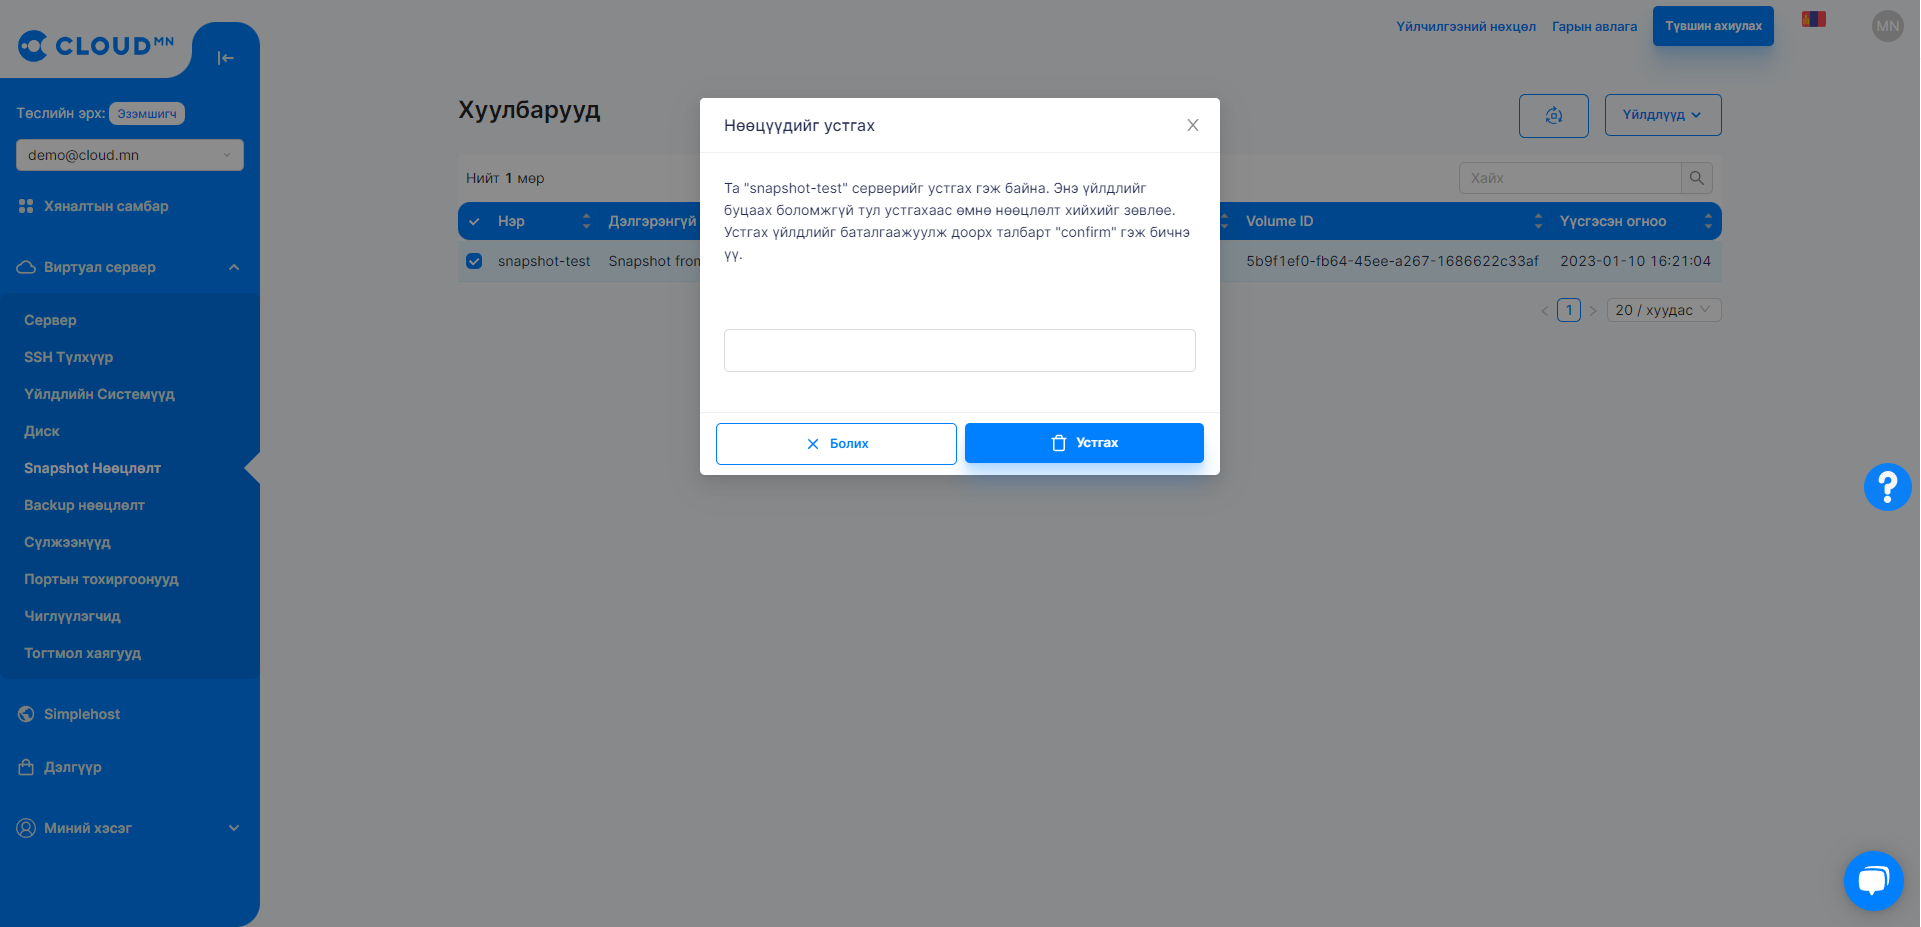 CLOUD MN
Төслийн эрх: Эзэмшигч
demo@cloud.mn
Хяналтын самбар
Виртуал сервер
Сервер
SSH Түлхүүр
Үйлдлийн Системүүд
Диск
Snapshot Нөөцлөлт
Backup нөөцлөлт
Сүлжээнүүд
Портын тохиргоонууд
Чиглүүлэгчид
Тогтмол хаягууд
Simplehost
Дэлгүүр
Миний хэсэг
Үйлчилгээний нөхцөл Гарын авлага Түвшин ахиулах MN
Хуулбарууд
Үйлдлүүд
Нийт 1 мөр
Хайх
Нэр Дэлгэрэнгүй Volume ID Үүсгэсэн огноо
snapshot-test Snapshot from 5b9f1ef0-fb64-45ee-a267-1686622c33af 2023-01-10 16:21:04
1 20 / хуудас
Нөөцүүдийг устгах
Та "snapshot-test" серверийг устгах гэж байна. Энэ үйлдлийг
буцаах боломжгүй тул устгахаас өмнө нөөцлөлт хийхийг зөвлөе.
Устгах үйлдлийг баталгаажуулж доорх талбарт "confirm" гэж бичнэ
үү.
Болих
Устгах
?